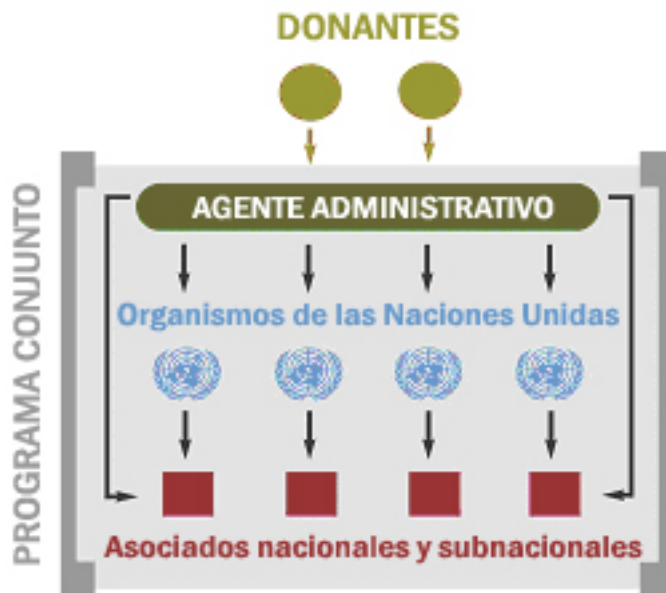 DONANTES
PROGRAMA CONJUNTO
AGENTE ADMINISTRATIVO
Organismos de las Naciones Unidas
Asociados nacionales y subnacionales